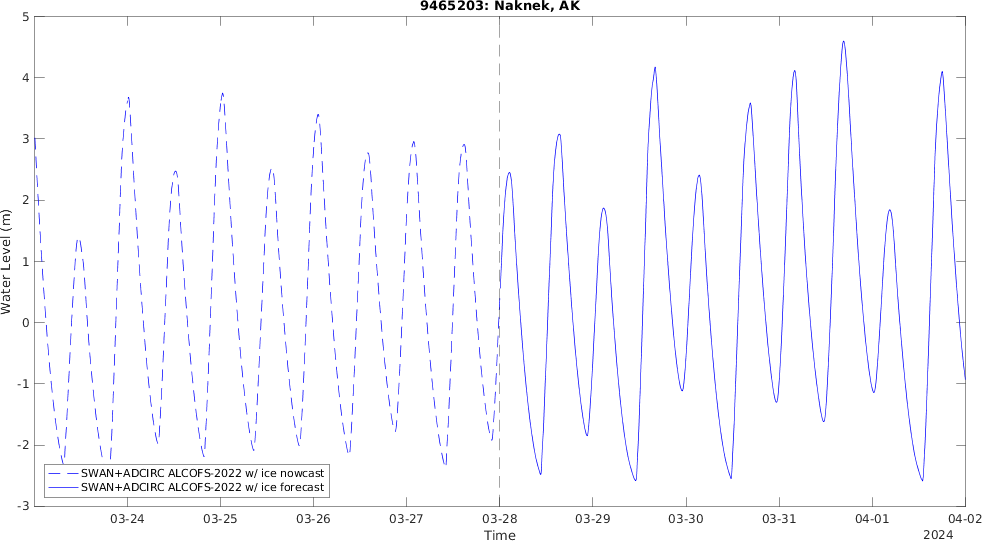 9465203: Naknek, AK
5
4
3
2
1
0
-1
-2
-3
Water Level (m)
SWAN+ADCIRC ALCOFS-2022 w/ ice nowcast
SWAN+ADCIRC ALCOFS-2022 w/ ice forecast
03-24 03-25 03-26 03-27 03-28 03-29 03-30 03-31 04-01 04-02
Time
2024